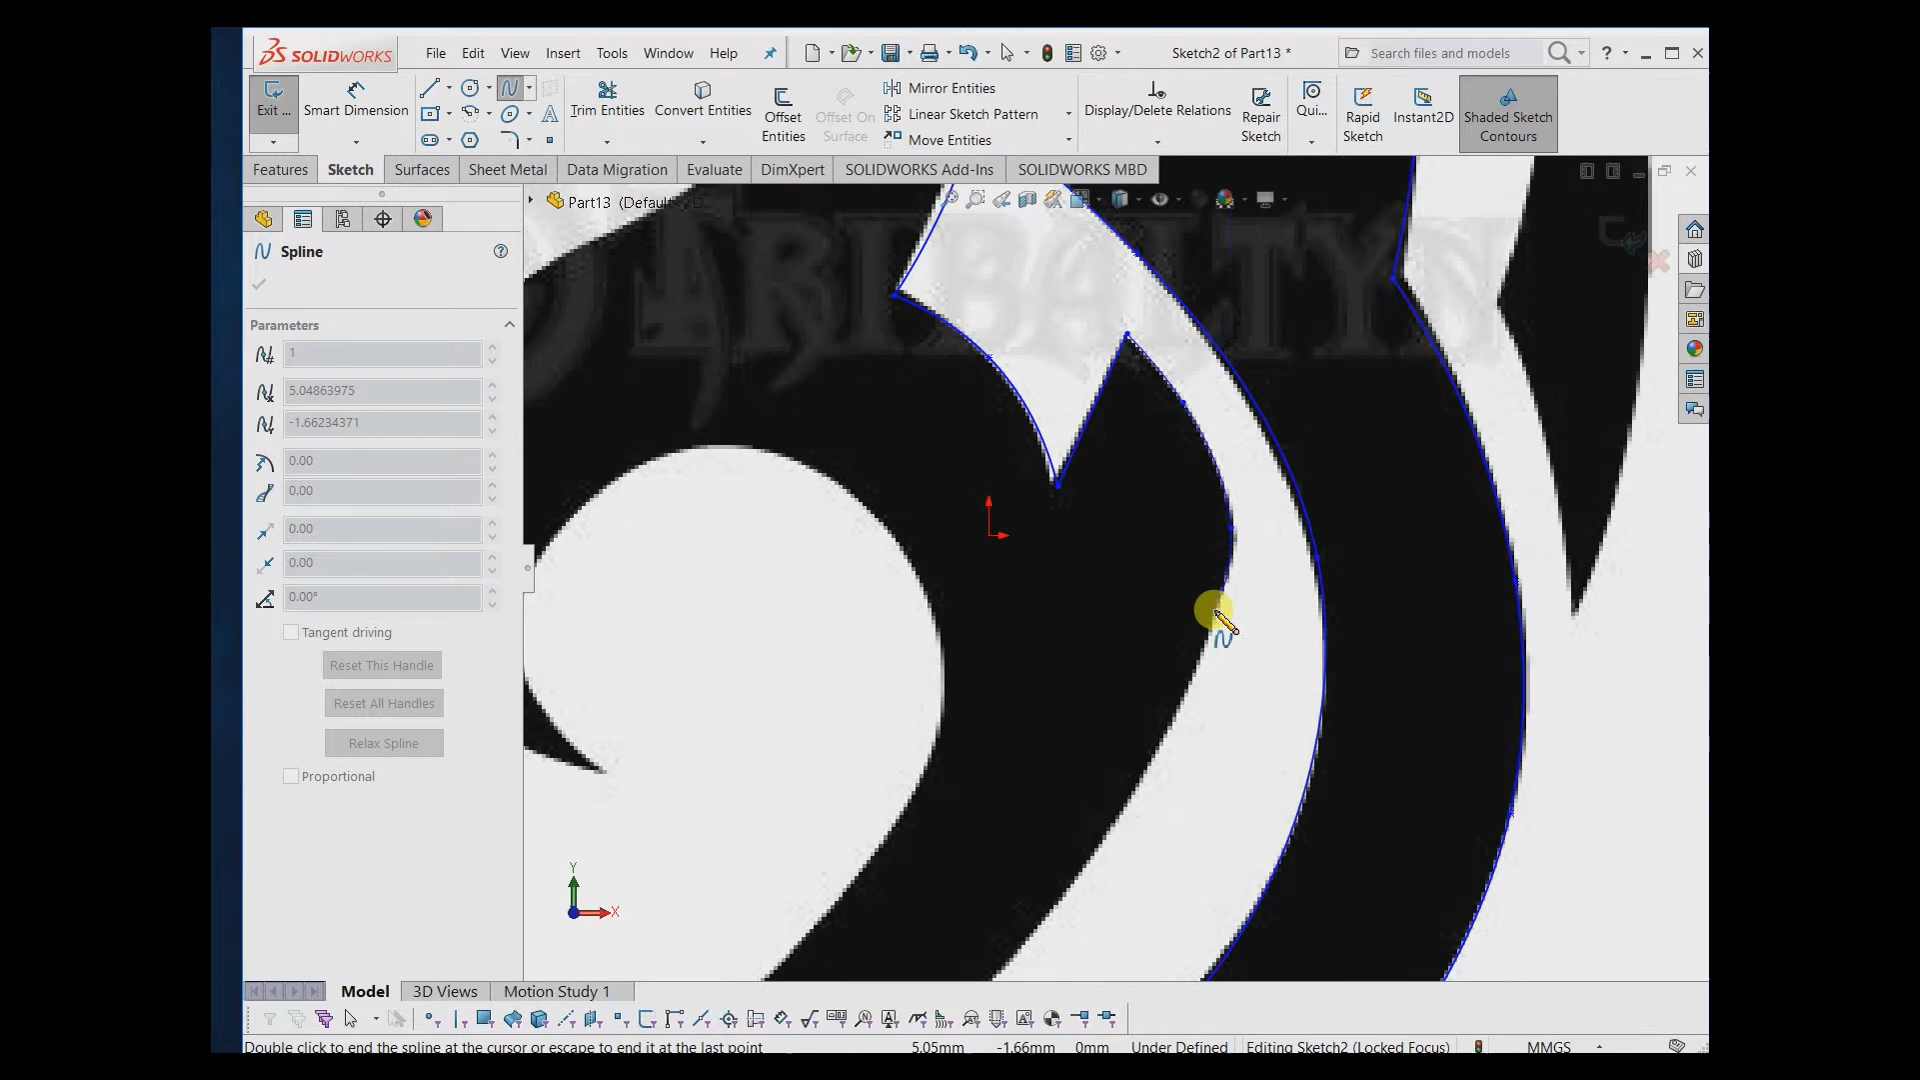 SOLIDWORKS
File Edit View Insert Tools Window Help
Sketch2 of Part13 *
Search files and models
?
Exit ...
Smart Dimension
Trim Entities
Convert Entities
Offset Entities
Offset On Surface
Mirror Entities
Linear Sketch Pattern
Move Entities
Display/Delete Relations
Repair Sketch
Qui...
Rapid Sketch
Instant2D
Shaded Sketch Contours
Features Sketch Surfaces Sheet Metal Data Migration Evaluate DimXpert SOLIDWORKS Add-Ins SOLIDWORKS MBD
Part13 (Default<<D
Spline
Parameters
1
5.04863975
-1.66234371
0.00
0.00
0.00
0.00
0.00°
Tangent driving
Reset This Handle
Reset All Handles
Relax Spline
Proportional
Y
X
Model 3D Views Motion Study 1
Double click to end the spline at the cursor or escape to end it at the last point
5.05mm -1.66mm 0mm Under Defined Editing Sketch2 (Locked Focus) MMGS